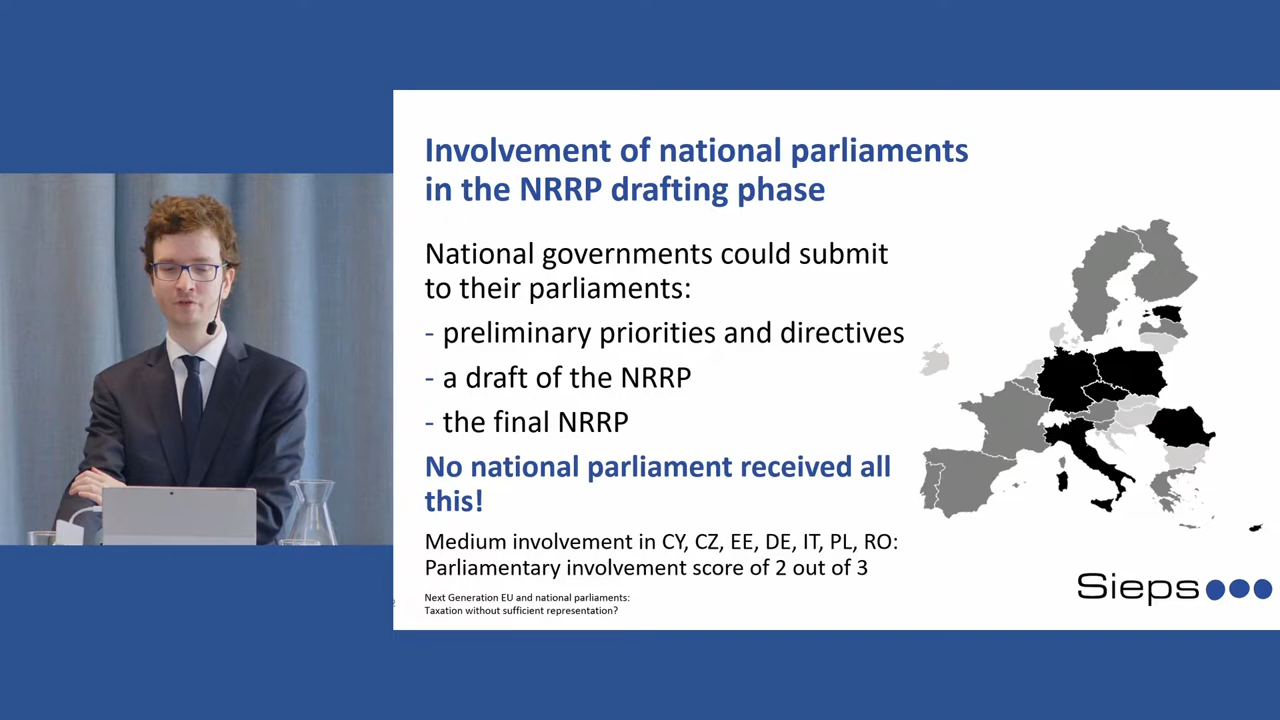 Involvement of national parliaments
in the NRRP drafting phase
National governments could submit
to their parliaments:
- preliminary priorities and directives
- a draft of the NRRP
- the final NRRP
No national parliament received all
this!
Medium involvement in CY, CZ, EE, DE, IT, PL, RO:
Parliamentary involvement score of 2 out of 3
Next Generation EU and national parliaments:
Taxation without sufficient representation?
2
Sieps